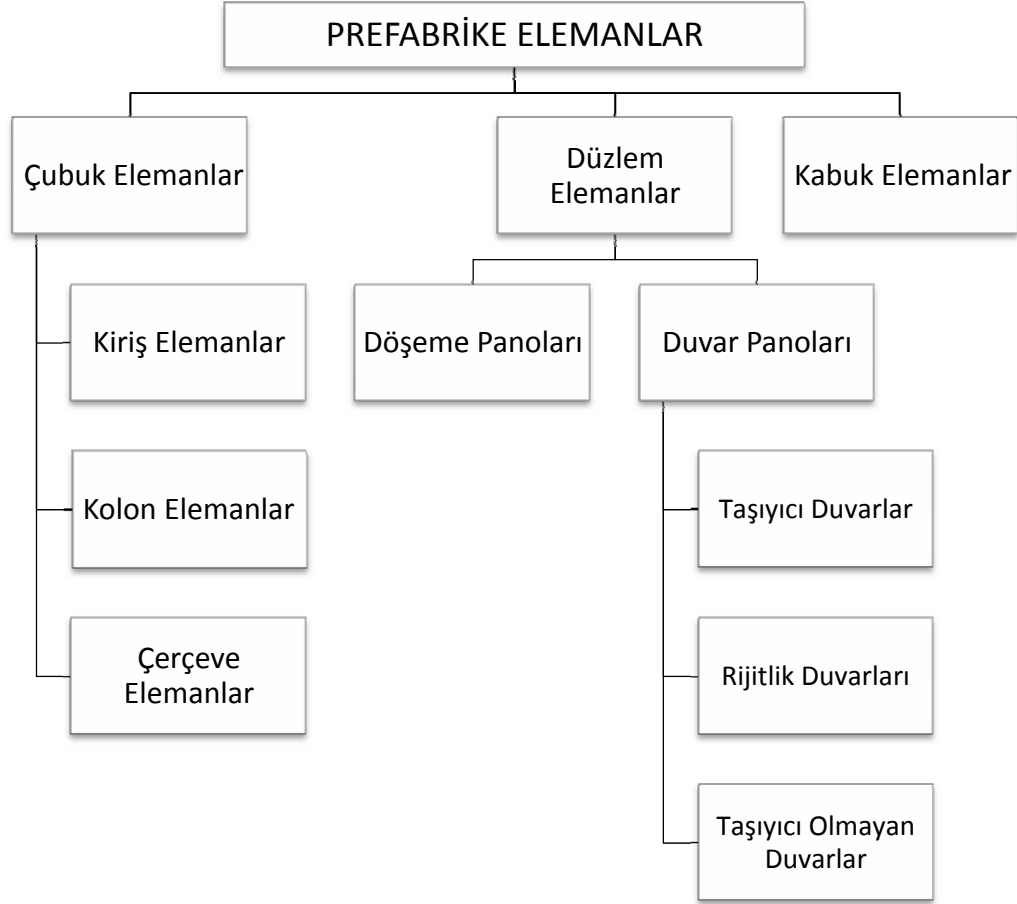 PREFABRİKE ELEMANLAR
Çubuk Elemanlar
Düzlem
Elemanlar
Kabuk Elemanlar
Kiriş Elemanlar
Döşeme Panoları
Duvar Panoları
Kolon Elemanlar
Taşıyıcı Duvarlar
Çerçeve
Elemanlar
Rijitlik Duvarları
Taşıyıcı Olmayan
Duvarlar